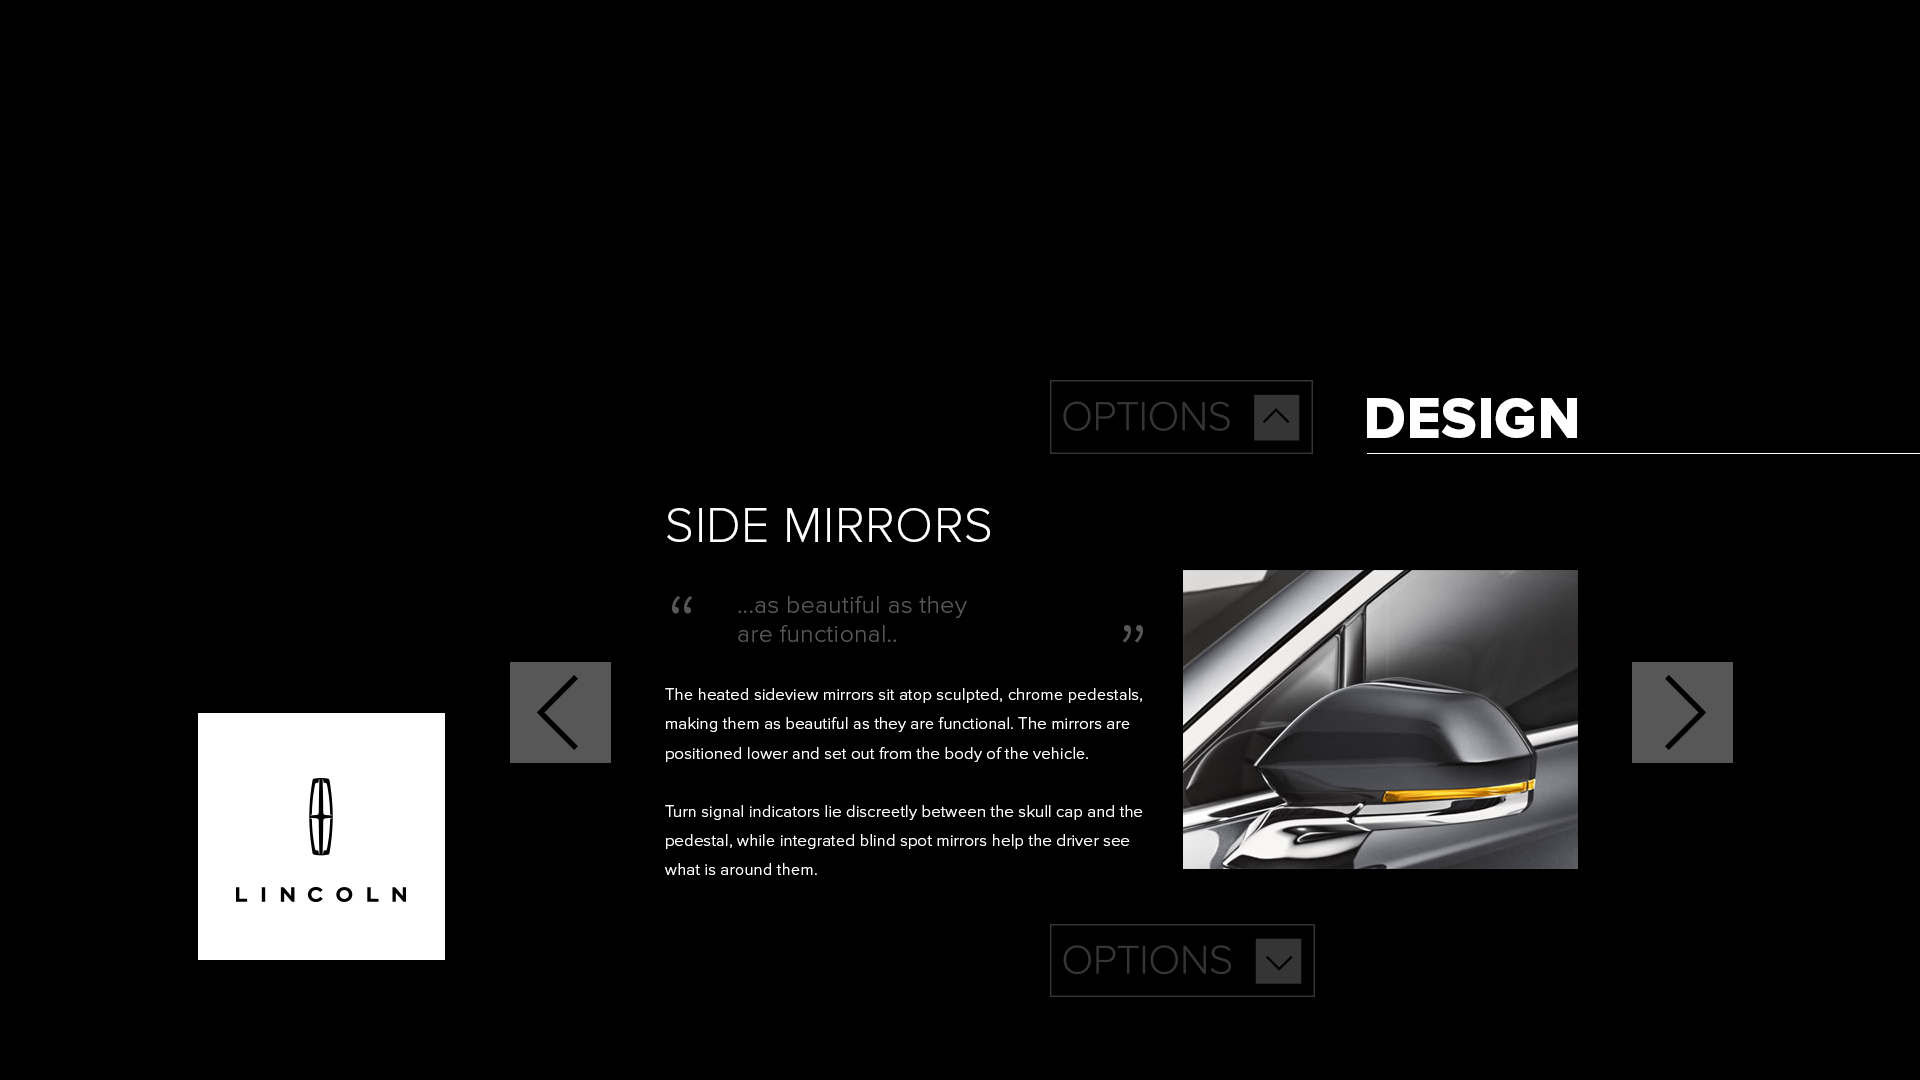 OPTIONS
DESIGN
SIDE MIRRORS
“ ...as beautiful as they
are functional.. ”
The heated sideview mirrors sit atop sculpted, chrome pedestals,
making them as beautiful as they are functional. The mirrors are
positioned lower and set out from the body of the vehicle.
Turn signal indicators lie discreetly between the skull cap and the
pedestal, while integrated blind spot mirrors help the driver see
what is around them.
LINCOLN
OPTIONS